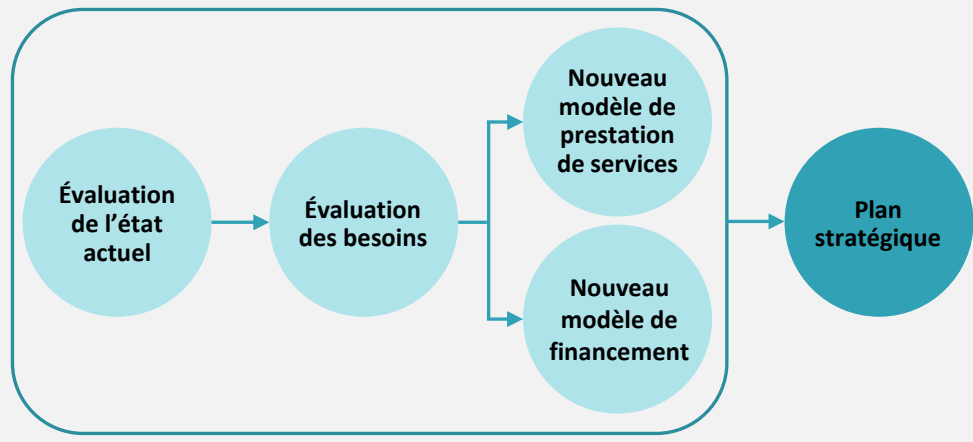 Évaluation
de l’état
actuel
Évaluation
des besoins
Nouveau
modèle de
prestation
de services
Nouveau
modèle de
financement
Plan
stratégique